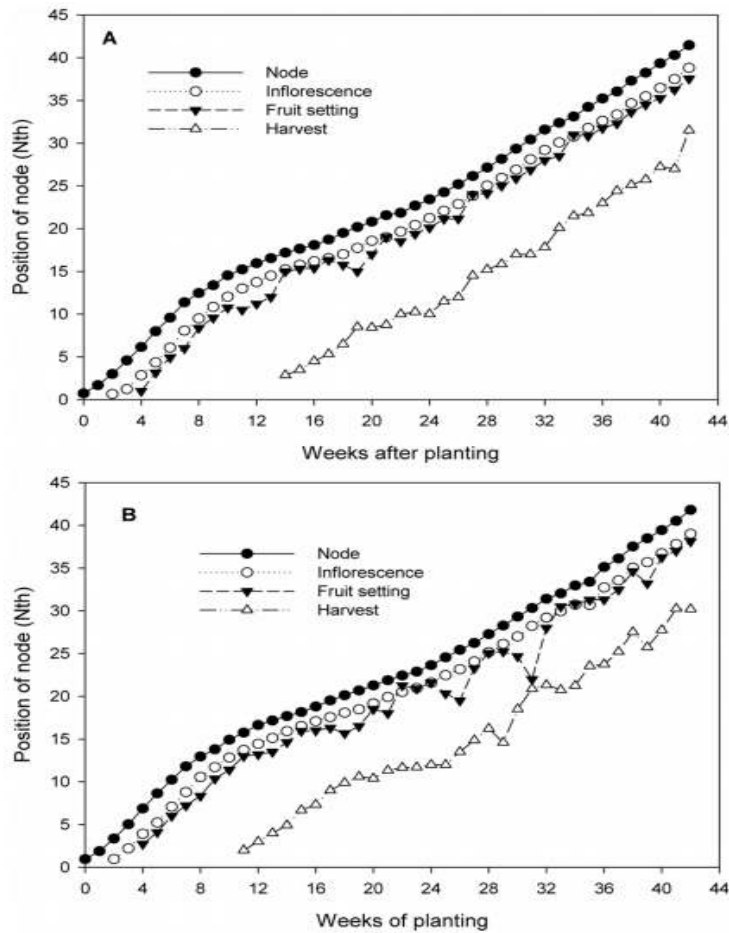 A
Node
Inflorescence
Fruit setting
Harvest
Position of node (Nth)
45
40
35
30
25
20
15
10
5
0
0 4 8 12 16 20 24 28 32 36 40 44
Weeks after planting
B
Node
Inflorescence
Fruit setting
Harvest
Position of node (Nth)
45
40
35
30
25
20
15
10
5
0
0 4 8 12 16 20 24 28 32 36 40 44
Weeks of planting